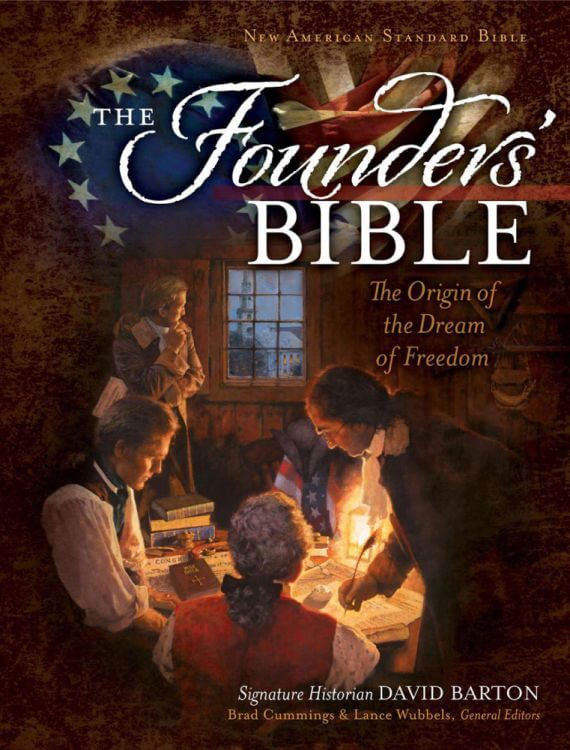 NEW AMERICAN STANDARD BIBLE
THE Founders'
BIBLE
The Origin of
the Dream
of Freedom
Signature Historian DAVID BARTON
Brad Cummings & Lance Wubbels, General Editors